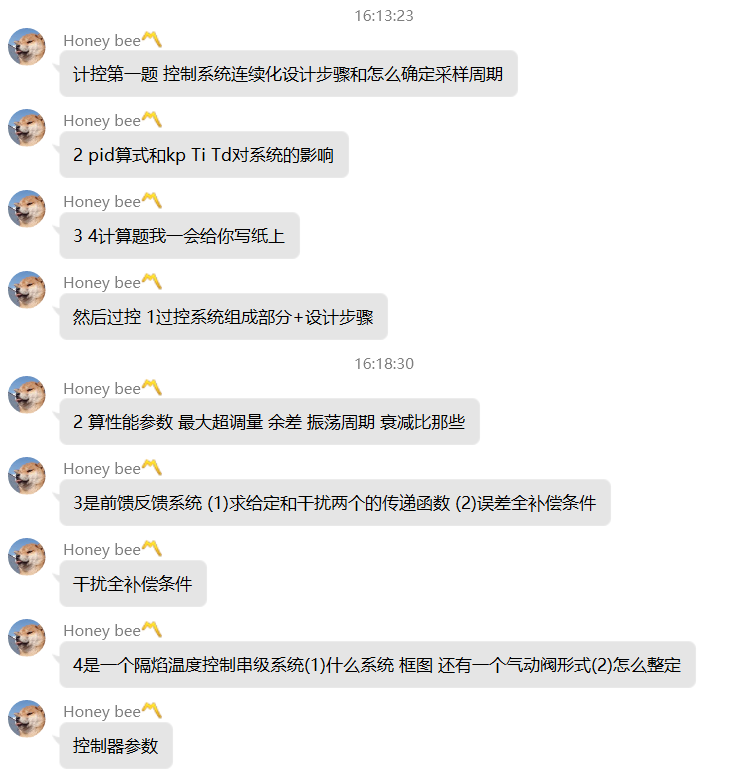 16:13:23
Honey bee〽️
计控第一题 控制系统连续化设计步骤和怎么确定采样周期
Honey bee〽️
2 pid算式和kp Ti Td对系统的影响
Honey bee〽️
3 4计算题我一会给你写纸上
Honey bee〽️
然后过控 1过控系统组成部分+设计步骤
16:18:30
Honey bee〽️
2 算性能参数 最大超调量 余差 振荡周期 衰减比那些
Honey bee〽️
3是前馈反馈系统 (1)求给定和干扰两个的传递函数 (2)误差全补偿条件
Honey bee〽️
干扰全补偿条件
Honey bee〽️
4是一个隔焰温度控制串级系统(1)什么系统 框图 还有一个气动阀形式(2)怎么整定
Honey bee〽️
控制器参数